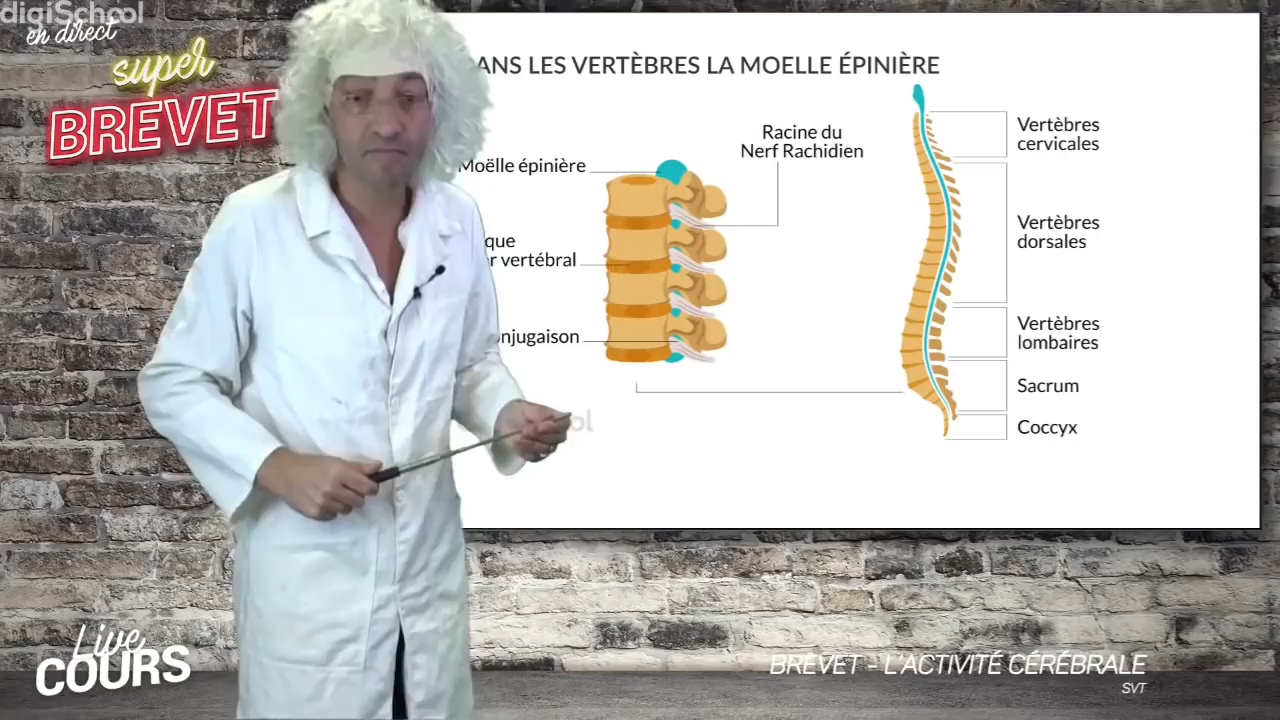 digiSchool
en direct
super
BREVET
ANS LES VERTÈBRES LA MOELLE ÉPINIÈRE
Moëlle épinière
que
r vertébral
onjugaison
Racine du
Nerf Rachidien
Vertèbres
cervicales
Vertèbres
dorsales
Vertèbres
lombaires
Sacrum
Coccyx
ol
Live
COURS
BREVET - L'ACTIVITÉ CÉRÉBRALE
SVT